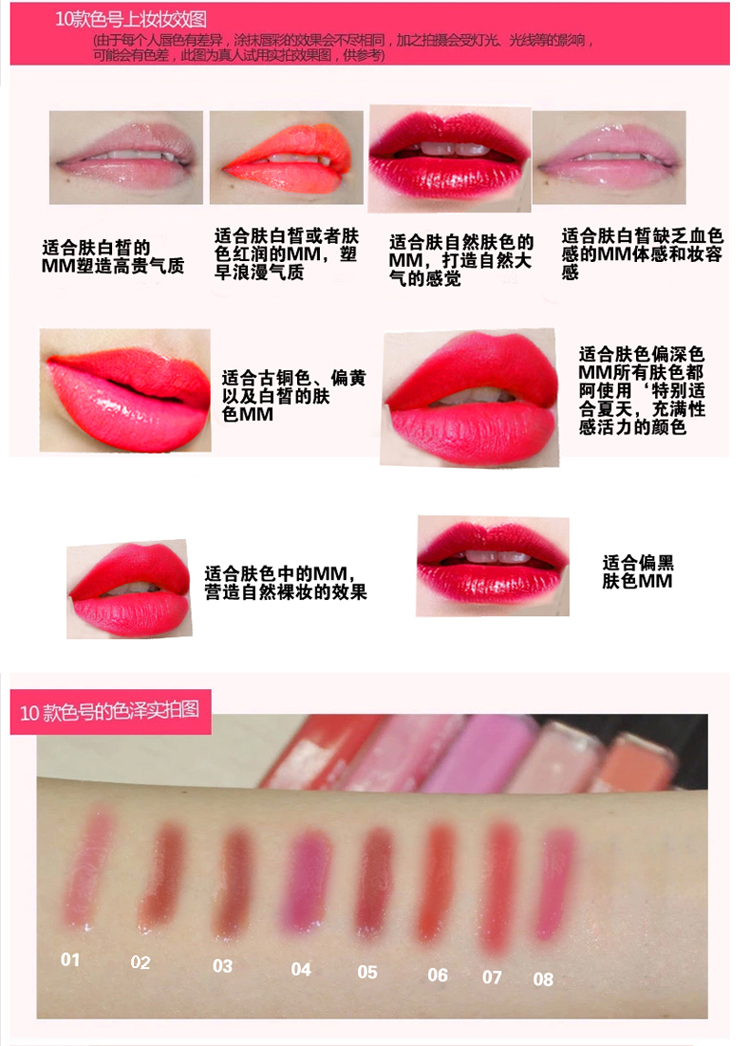 10款色号上妆妆效图
(由于每个人唇色有差异，涂抹唇彩的效果会不尽相同，加之拍摄会受灯光、光线等的影响，
可能会有色差，此图为真人试用实拍效果图，供参考)
适合肤白皙的
MM塑造高贵气质
适合肤白皙或者肤
色红润的MM，塑
早浪漫气质
适合肤自然肤色的
MM，打造自然大
气的感觉
适合肤白皙缺乏血色
感的MM体感和妆容
感
适合古铜色、偏黄
以及白皙的肤
色MM
适合肤色偏深色
MM所有肤色都
阿使用‘特别适
合夏天，充满性
感活力的颜色
适合肤色中的MM，
营造自然裸妆的效果
适合偏黑
肤色MM
10 款色号的色泽实拍图
01
02
03
04
05
06
07
08